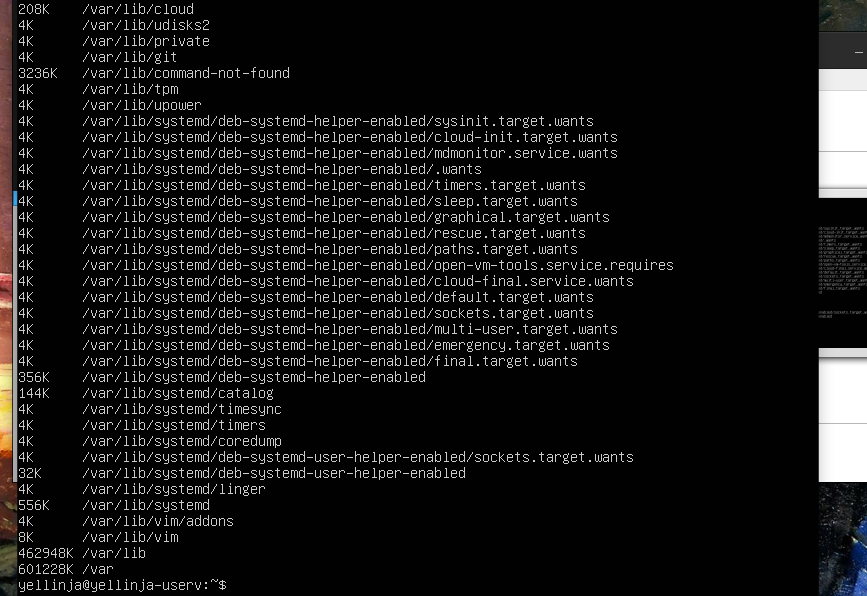 208K /var/lib/cloud
4K /var/lib/udisks2
4K /var/lib/private
4K /var/lib/git
3236K /var/lib/command-not-found
4K /var/lib/tpm
4K /var/lib/upower
4K /var/lib/systemd/deb-systemd-helper-enabled/sysinit.target.wants
4K /var/lib/systemd/deb-systemd-helper-enabled/cloud-init.target.wants
4K /var/lib/systemd/deb-systemd-helper-enabled/mdmonitor.service.wants
4K /var/lib/systemd/deb-systemd-helper-enabled/.wants
4K /var/lib/systemd/deb-systemd-helper-enabled/timers.target.wants
4K /var/lib/systemd/deb-systemd-helper-enabled/sleep.target.wants
4K /var/lib/systemd/deb-systemd-helper-enabled/graphical.target.wants
4K /var/lib/systemd/deb-systemd-helper-enabled/rescue.target.wants
4K /var/lib/systemd/deb-systemd-helper-enabled/paths.target.wants
4K /var/lib/systemd/deb-systemd-helper-enabled/open-vm-tools.service.requires
4K /var/lib/systemd/deb-systemd-helper-enabled/cloud-final.service.wants
4K /var/lib/systemd/deb-systemd-helper-enabled/default.target.wants
4K /var/lib/systemd/deb-systemd-helper-enabled/sockets.target.wants
4K /var/lib/systemd/deb-systemd-helper-enabled/multi-user.target.wants
4K /var/lib/systemd/deb-systemd-helper-enabled/emergency.target.wants
4K /var/lib/systemd/deb-systemd-helper-enabled/final.target.wants
356K /var/lib/systemd/deb-systemd-helper-enabled
144K /var/lib/systemd/catalog
4K /var/lib/systemd/timesync
4K /var/lib/systemd/timers
4K /var/lib/systemd/coredump
4K /var/lib/systemd/deb-systemd-user-helper-enabled/sockets.target.wants
32K /var/lib/systemd/deb-systemd-user-helper-enabled
4K /var/lib/systemd/linger
556K /var/lib/systemd
4K /var/lib/vim/addons
8K /var/lib/vim
462948K /var/lib
601228K /var
yellinja@yellinja-userv:~$